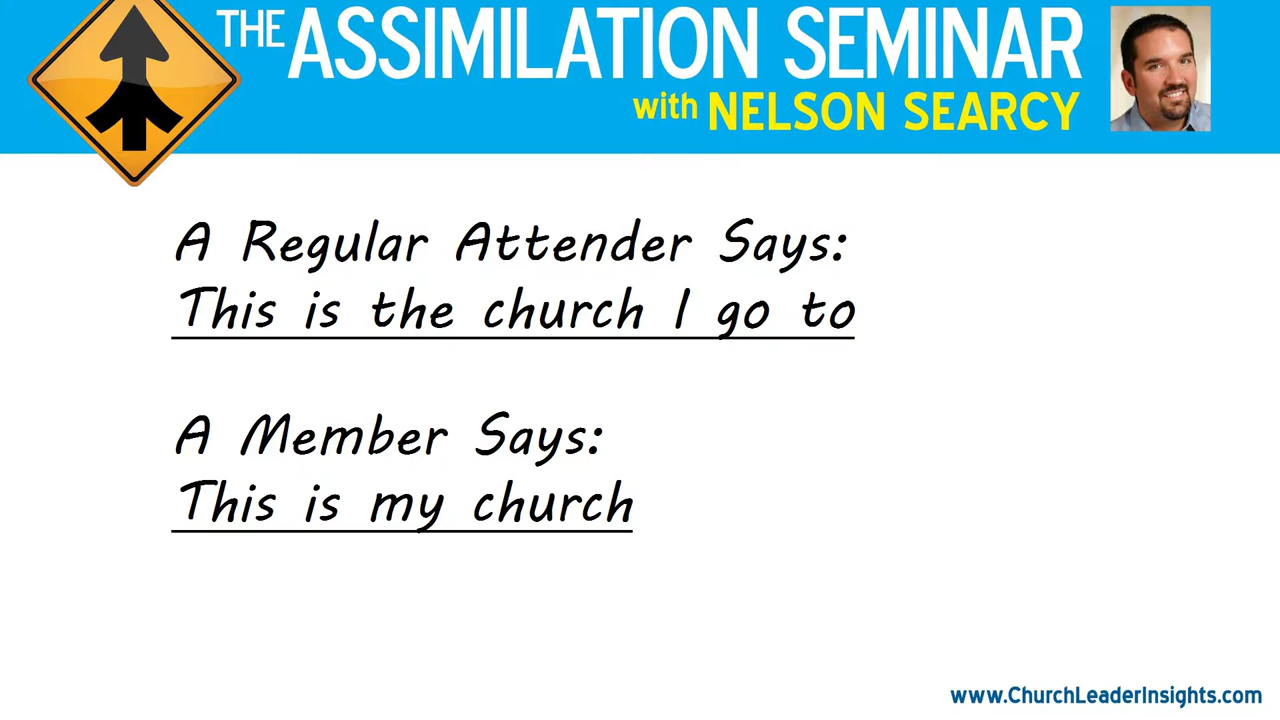 THE ASSIMILATION SEMINAR
with NELSON SEARCY
A Regular Attender Says:
This is the church I go to
A Member Says:
This is my church
www.ChurchLeaderInsights.com